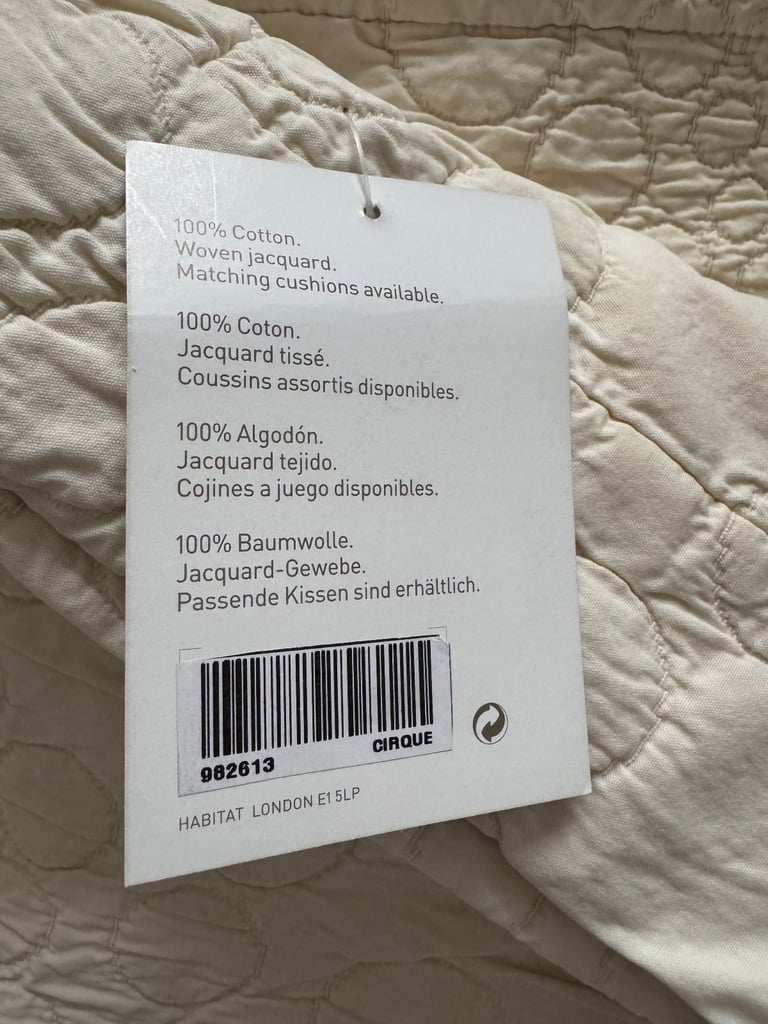 100% Cotton.
Woven jacquard.
Matching cushions available.
100% Coton.
Jacquard tissé.
Coussins assortis disponibles.
100% Algodón.
Jacquard tejido.
Cojines a juego disponibles.
100% Baumwolle.
Jacquard-Gewebe.
Passende Kissen sind erhältlich.
982613 CIRQUE
HABITAT LONDON E1 5LP